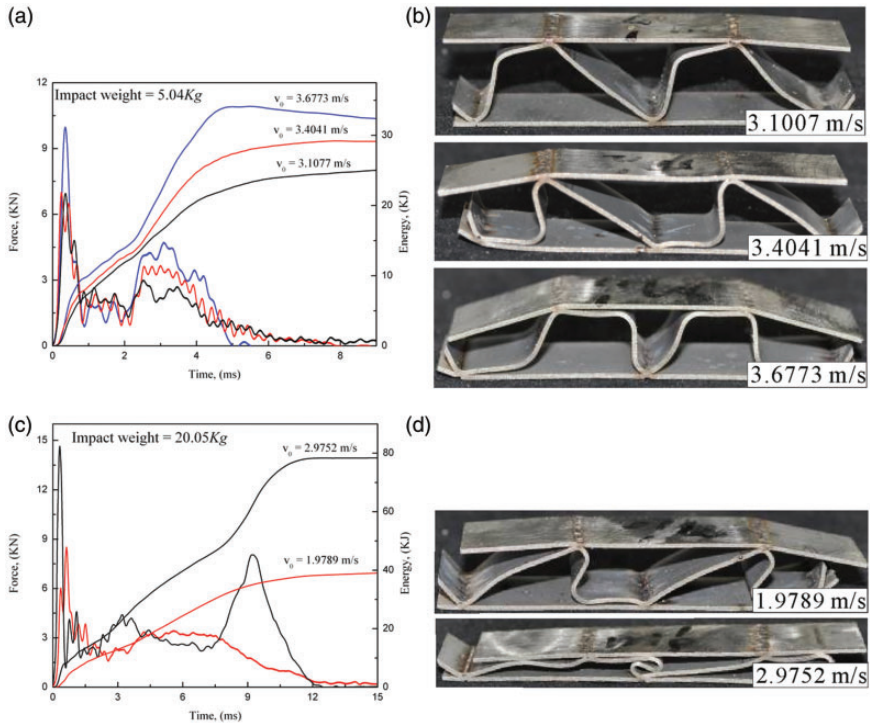 (a)
Impact weight = 5.04Kg
v0 = 3.6773 m/s
v0 = 3.4041 m/s
v0 = 3.1077 m/s
Force, (KN)
12
9
6
3
0
Energy, (KJ)
30
20
10
0
0 2 4 6 8
Time, (ms)
(b)
3.1007 m/s
3.4041 m/s
3.6773 m/s
(c)
Impact weight = 20.05Kg
v0 = 2.9752 m/s
v0 = 1.9789 m/s
Force, (KN)
15
12
9
6
3
0
Energy, (KJ)
80
60
40
20
0
0 3 6 9 12 15
Time, (ms)
(d)
1.9789 m/s
2.9752 m/s